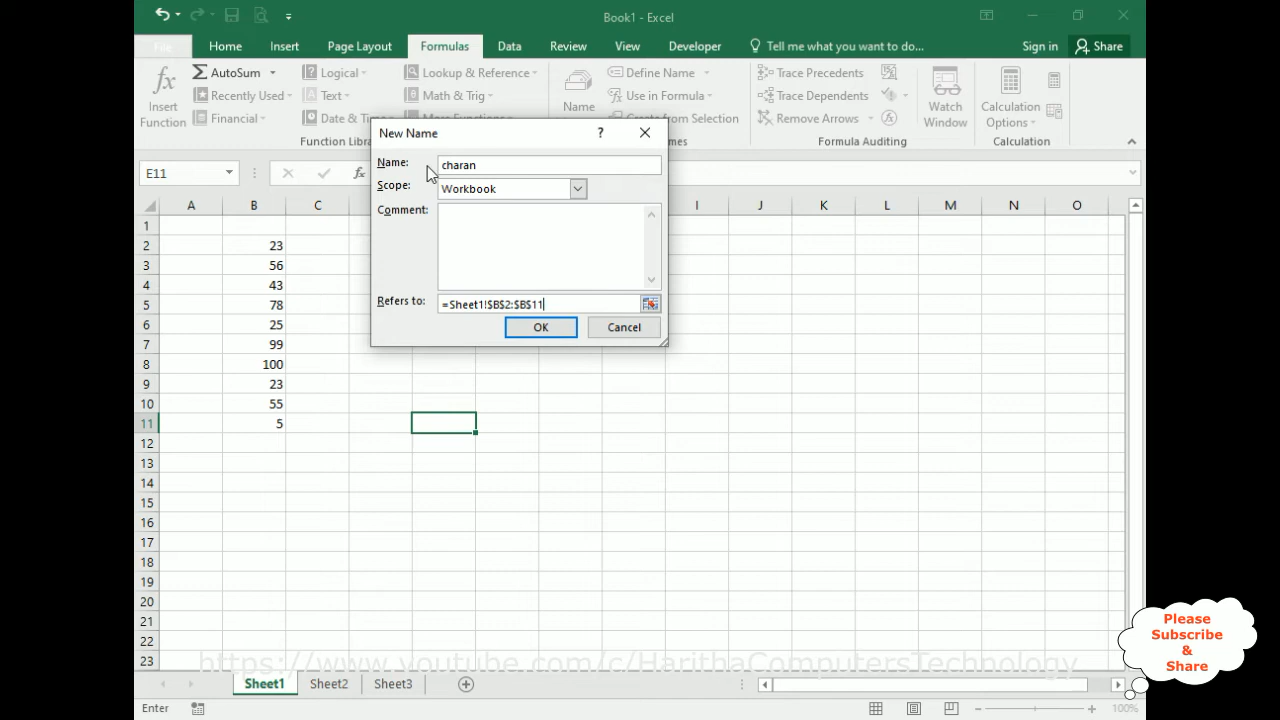 Book1 - Excel
File Home Insert Page Layout Formulas Data Review View Developer Tell me what you want to do... Sign in Share
Insert Function
AutoSum
Recently Used
Financial
Logical
Text
Date & Time
Lookup & Reference
Math & Trig
More Functions
Function Libr
Name
Define Name
Use in Formula
Create from Selection
mes
Trace Precedents
Trace Dependents
Remove Arrows
Formula Auditing
Watch Window
Calculation Options
Calculation
E11
fx
New Name
?
Name: charan
Scope: Workbook
Comment:
Refers to: =Sheet1!$B$2:$B$11
OK Cancel
A B C I J K L M N O
1
2 23
3 56
4 43
5 78
6 25
7 99
8 100
9 23
10 55
11 5
12
13
14
15
16
17
18
19
20
21
22
23
https://www.youtube.com/c/HarithaComputersTechnology
Sheet1 Sheet2 Sheet3
Enter
100%
Please
Subscribe
&
Share